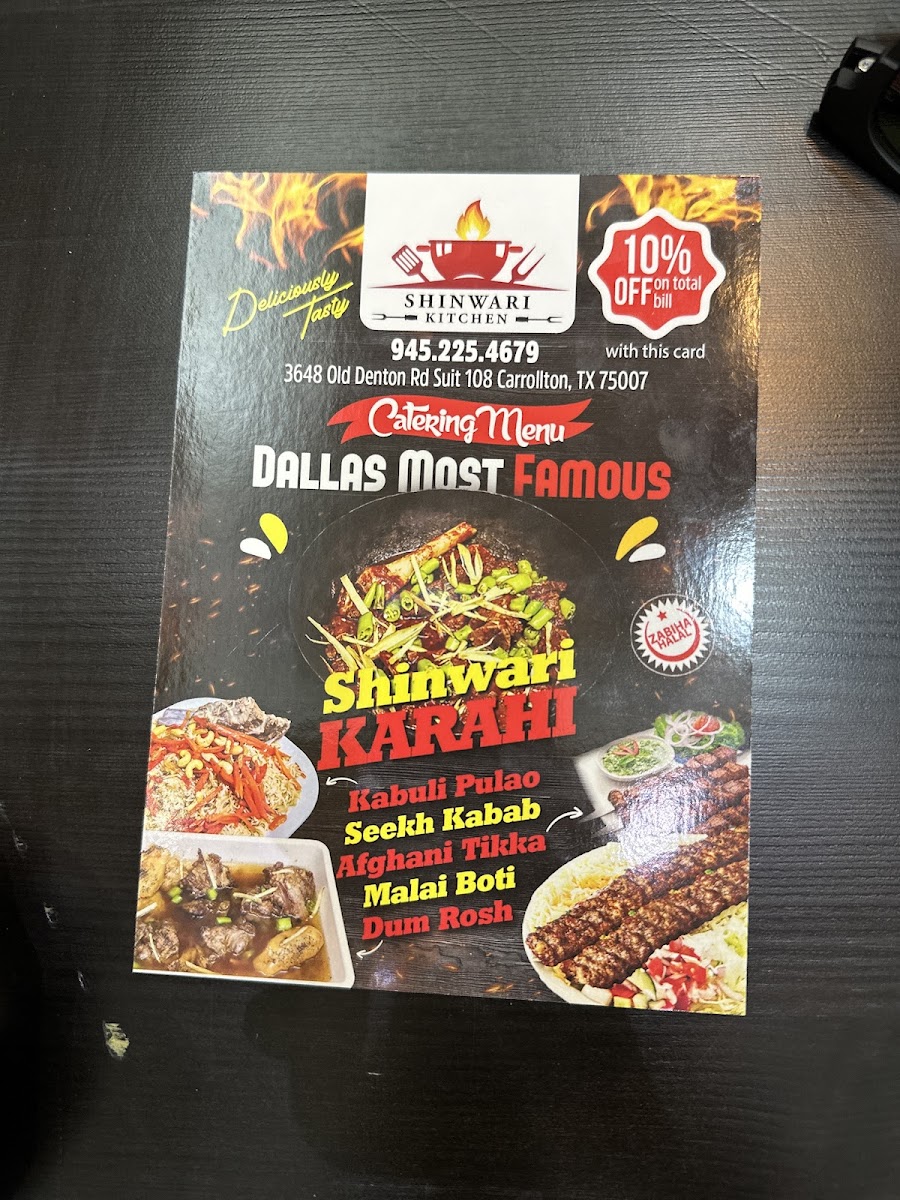 SHINWARI
KITCHEN
Deliciously
Tasty
10%
OFF on total
bill
with this card
945.225.4679
3648 Old Denton Rd Suit 108 Carrollton, TX 75007
Catering Menu
DALLAS MOST FAMOUS
ZABIHA
HALAL
Shinwari
KARAHI
Kabuli Pulao
Seekh Kabab
Afghani Tikka
Malai Boti
Dum Rosh